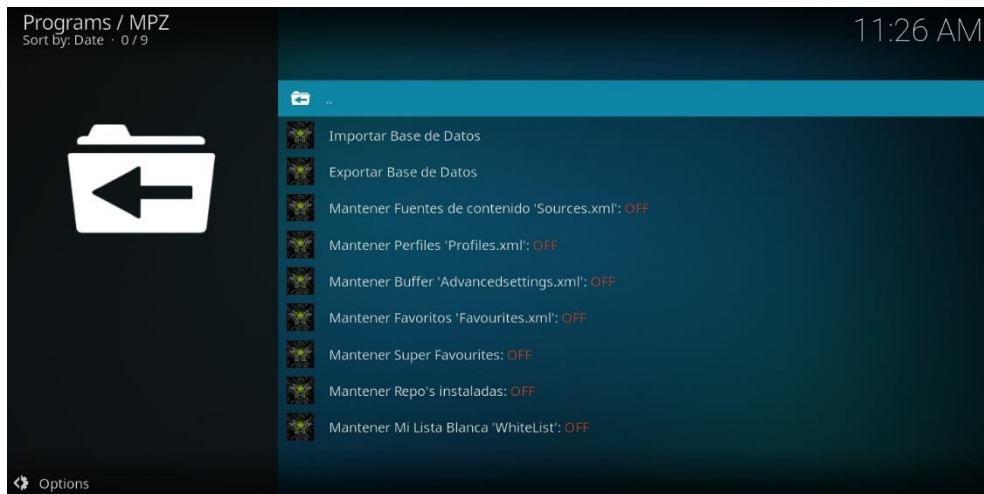 Programs / MPZ
Sort by: Date · 0 / 9
11:26 AM
..
Importar Base de Datos
Exportar Base de Datos
Mantener Fuentes de contenido 'Sources.xml': OFF
Mantener Perfiles 'Profiles.xml': OFF
Mantener Buffer 'Advancedsettings.xml': OFF
Mantener Favoritos 'Favourites.xml': OFF
Mantener Super Favourites: OFF
Mantener Repo's instaladas: OFF
Mantener Mi Lista Blanca 'WhiteList': OFF
Options